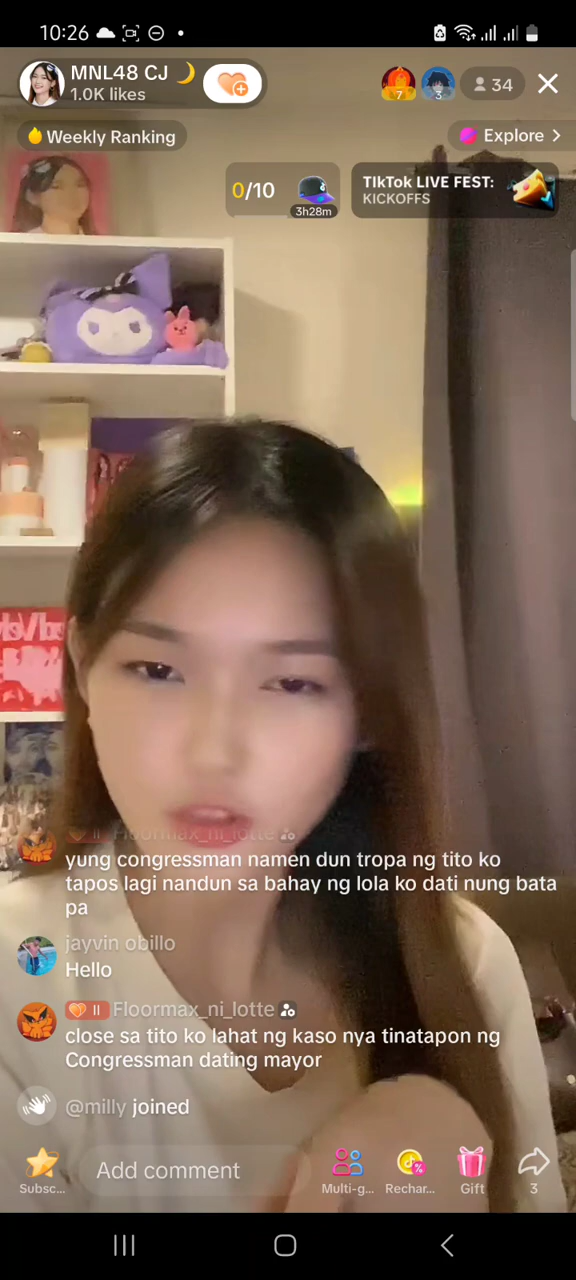 10:26
MNL48 CJ 🌙
1.0K likes
7
3
34
Weekly Ranking
Explore >
0/10
3h28m
TIkTok LIVE FEST:
KICKOFFS
II Floormax_ni_lotte
yung congressman namen dun tropa ng tito ko
tapos lagi nandun sa bahay ng lola ko dati nung bata
pa
jayvin obillo
Hello
II Floormax_ni_lotte
close sa tito ko lahat ng kaso nya tinatapon ng
Congressman dating mayor
@milly joined
Subsc...
Add comment
Multi-g...
Rechar...
Gift
3